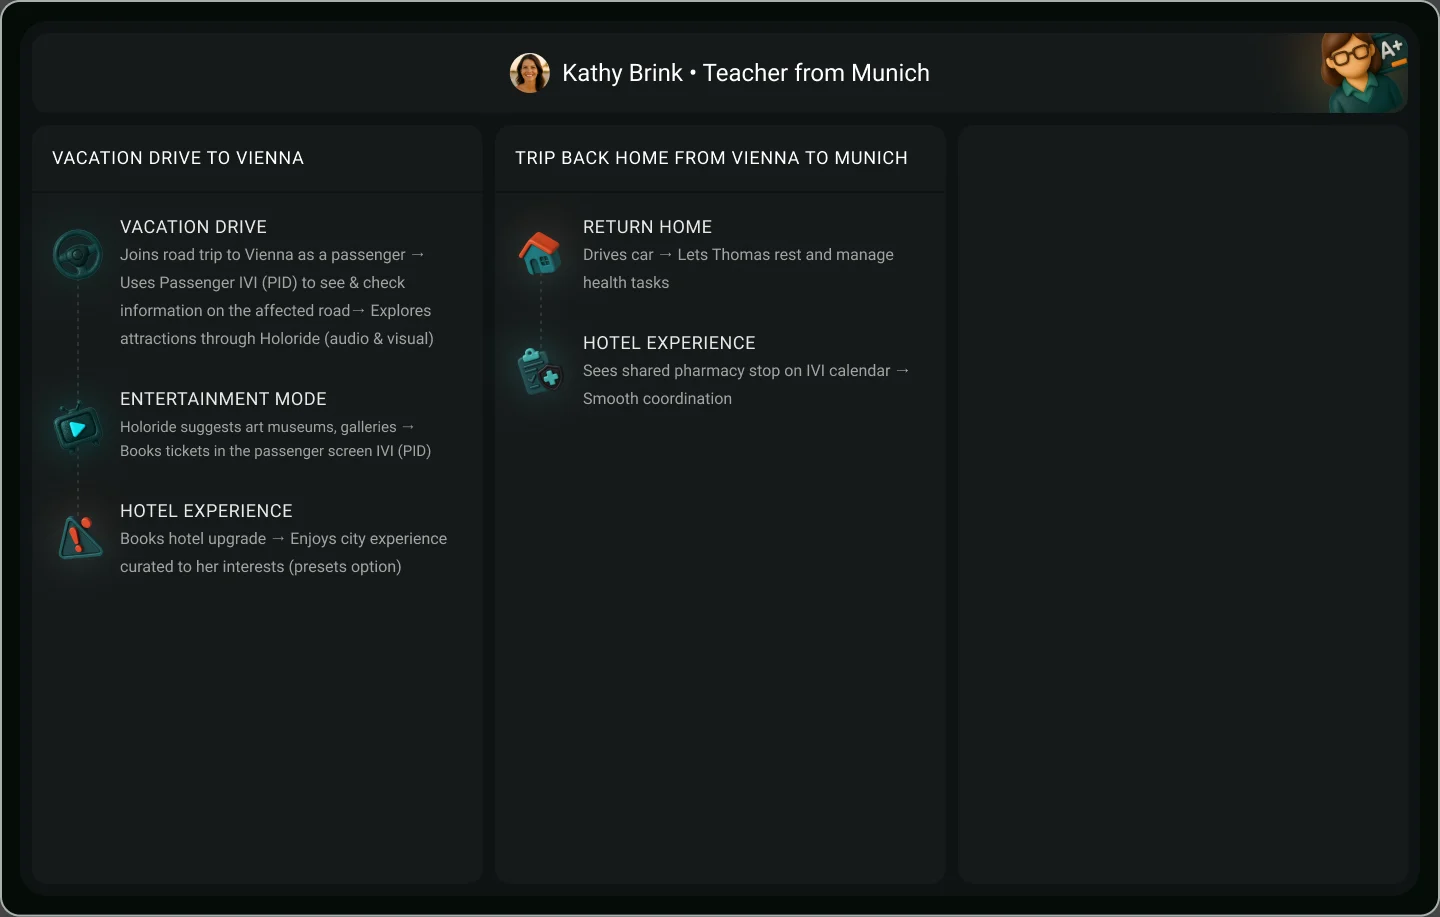 Kathy Brink • Teacher from Munich
A+
VACATION DRIVE TO VIENNA
VACATION DRIVE
Joins road trip to Vienna as a passenger →
Uses Passenger IVI (PID) to see & check
information on the affected road→ Explores
attractions through Holoride (audio & visual)
ENTERTAINMENT MODE
Holoride suggests art museums, galleries →
Books tickets in the passenger screen IVI (PID)
HOTEL EXPERIENCE
Books hotel upgrade → Enjoys city experience
curated to her interests (presets option)
TRIP BACK HOME FROM VIENNA TO MUNICH
RETURN HOME
Drives car → Lets Thomas rest and manage
health tasks
HOTEL EXPERIENCE
Sees shared pharmacy stop on IVI calendar →
Smooth coordination